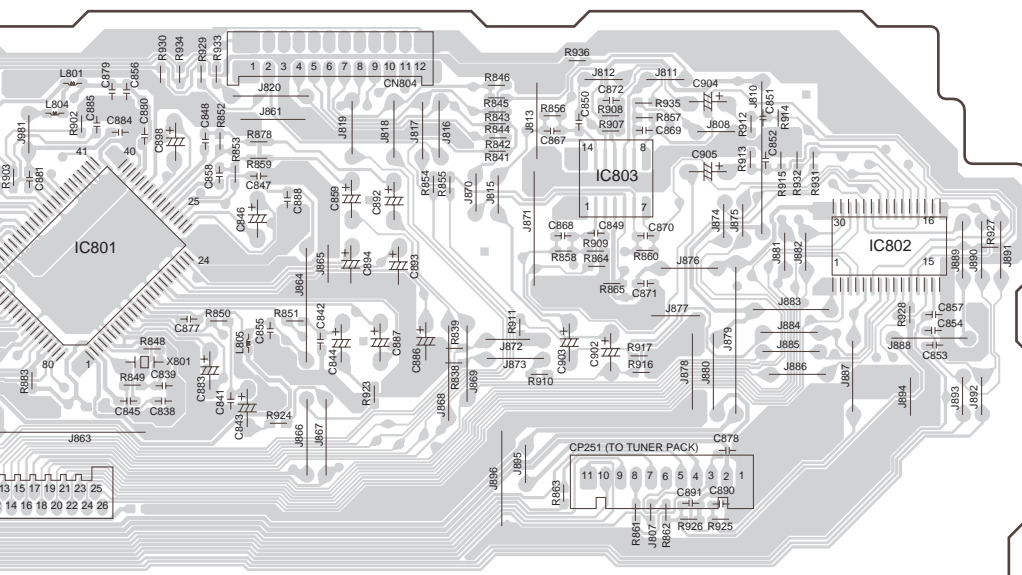 R930
R934
R929
R933
1 2 3 4 5 6 7 8 9 10 11 12
CN804
L801
C879
C856
J820
J861
L804
C885
R902
C884
C880
C898
C848
R852
R878
R853
J981
41
40
R903
C881
C858
R859
C847
25
C846
C888
IC801
24
J819
J818
J817
J816
R846
R845
R843
R844
R842
R841
J813
R856
C867
C850
R936
J812
C872
R908
R907
J811
R935
R857
C869
C904
J808
J810
C851
R914
R912
C852
R913
C905
R915
R932
R931
14
8
IC803
1
7
C859
C892
R854
R855
J870
J815
J871
C868
C849
C870
R909
R858
R864
R860
J874
J875
J881
J882
30
16
IC802
1
15
J889
J890
R927
J891
J864
J865
C894
C893
R865
C871
J876
C877
R850
L805
C855
R851
C842
C844
C887
C886
R839
R838
J869
J868
R911
J872
J873
R910
C903
C902
R917
R916
J877
J878
J880
J879
J883
J884
J885
J886
J887
R928
C857
C854
J888
C853
J894
J893
J892
80
1
R883
R848
X801
R849
C839
C845
C838
C883
C841
C843
R924
J866
J867
R923
J863
13 15 17 19 21 23 25
14 16 18 20 22 24 26
J896
J895
CP251 (TO TUNER PACK)
C878
11 10 9 8 7 6 5 4 3 2 1
R863
C891
C890
R861
J807
R862
R926
R925